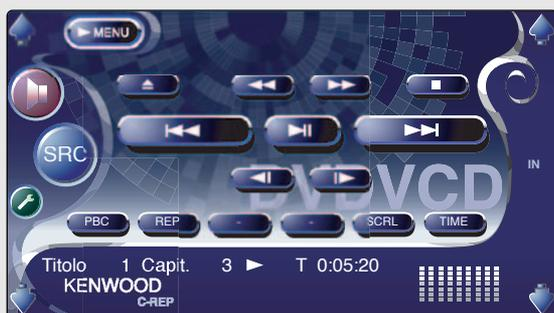 ►MENU
SRC
IN
DVD VCD
PBC REP - - SCRL TIME
Titolo 1 Capit. 3 ► T 0:05:20
KENWOOD
C-REP